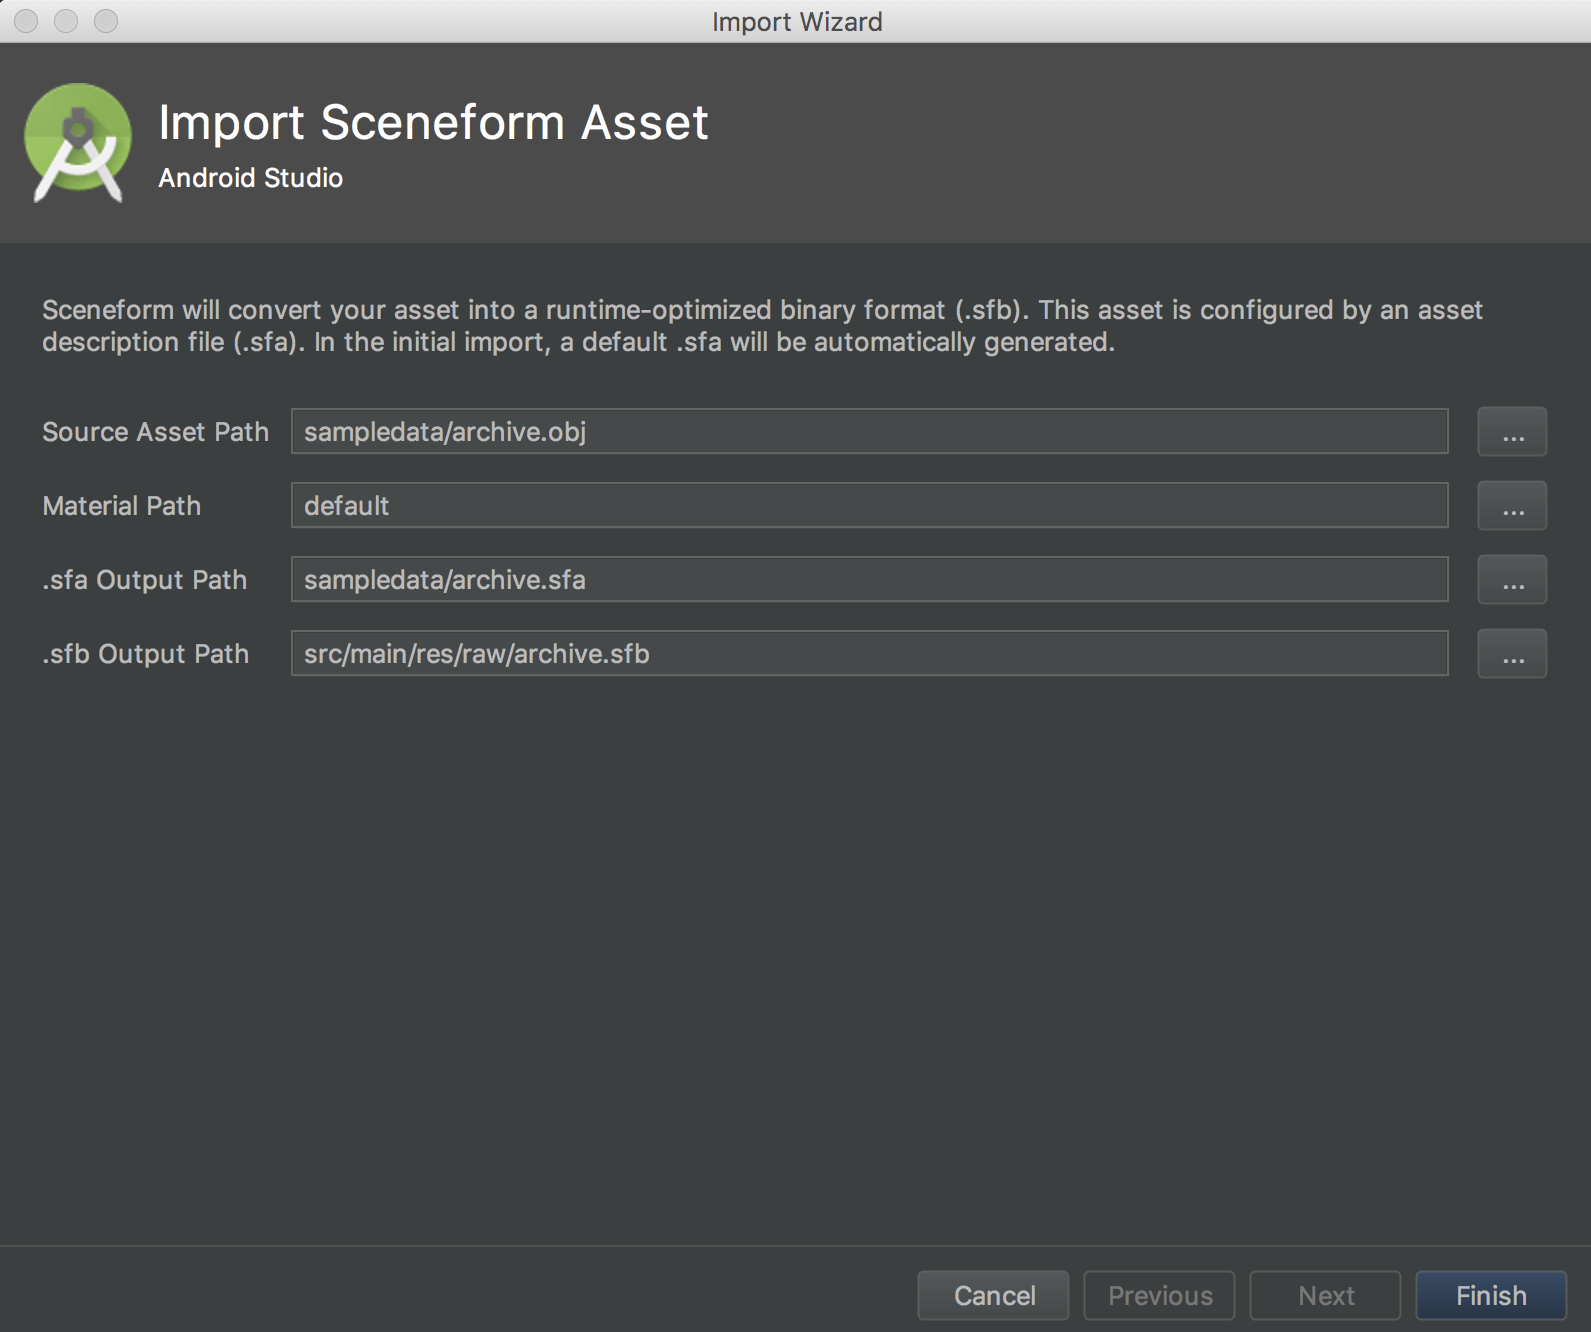 Import Wizard
Import Sceneform Asset
Android Studio
Sceneform will convert your asset into a runtime-optimized binary format (.sfb). This asset is configured by an asset
description file (.sfa). In the initial import, a default .sfa will be automatically generated.
Source Asset Path sampledata/archive.obj ...
Material Path default ...
.sfa Output Path sampledata/archive.sfa ...
.sfb Output Path src/main/res/raw/archive.sfb ...
Cancel Previous Next Finish